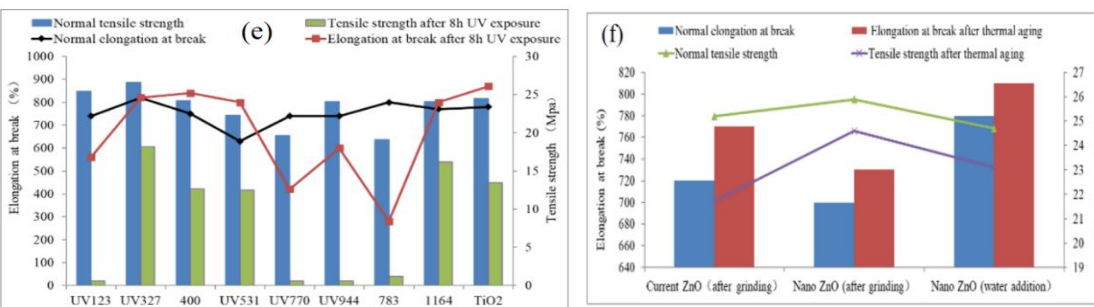 (e)
Normal tensile strength
Tensile strength after 8h UV exposure
Normal elongation at break
Elongation at break after 8h UV exposure
Elongation at break (%)
1000
900
800
700
600
500
400
300
200
100
0
30
25
20
15
10
5
0
Tensile strength (Mpa)
UV123 UV327 400 UV531 UV770 UV944 783 1164 TiO2
(f)
Normal elongation at break
Elongation at break after thermal aging
Normal tensile strength
Tensile strength after thermal aging
Elongation at break (%)
820
800
780
760
740
720
700
680
660
640
27
26
25
24
23
22
21
20
19
Current ZnO (after grinding) Nano ZnO (after grinding) Nano ZnO (water addition)